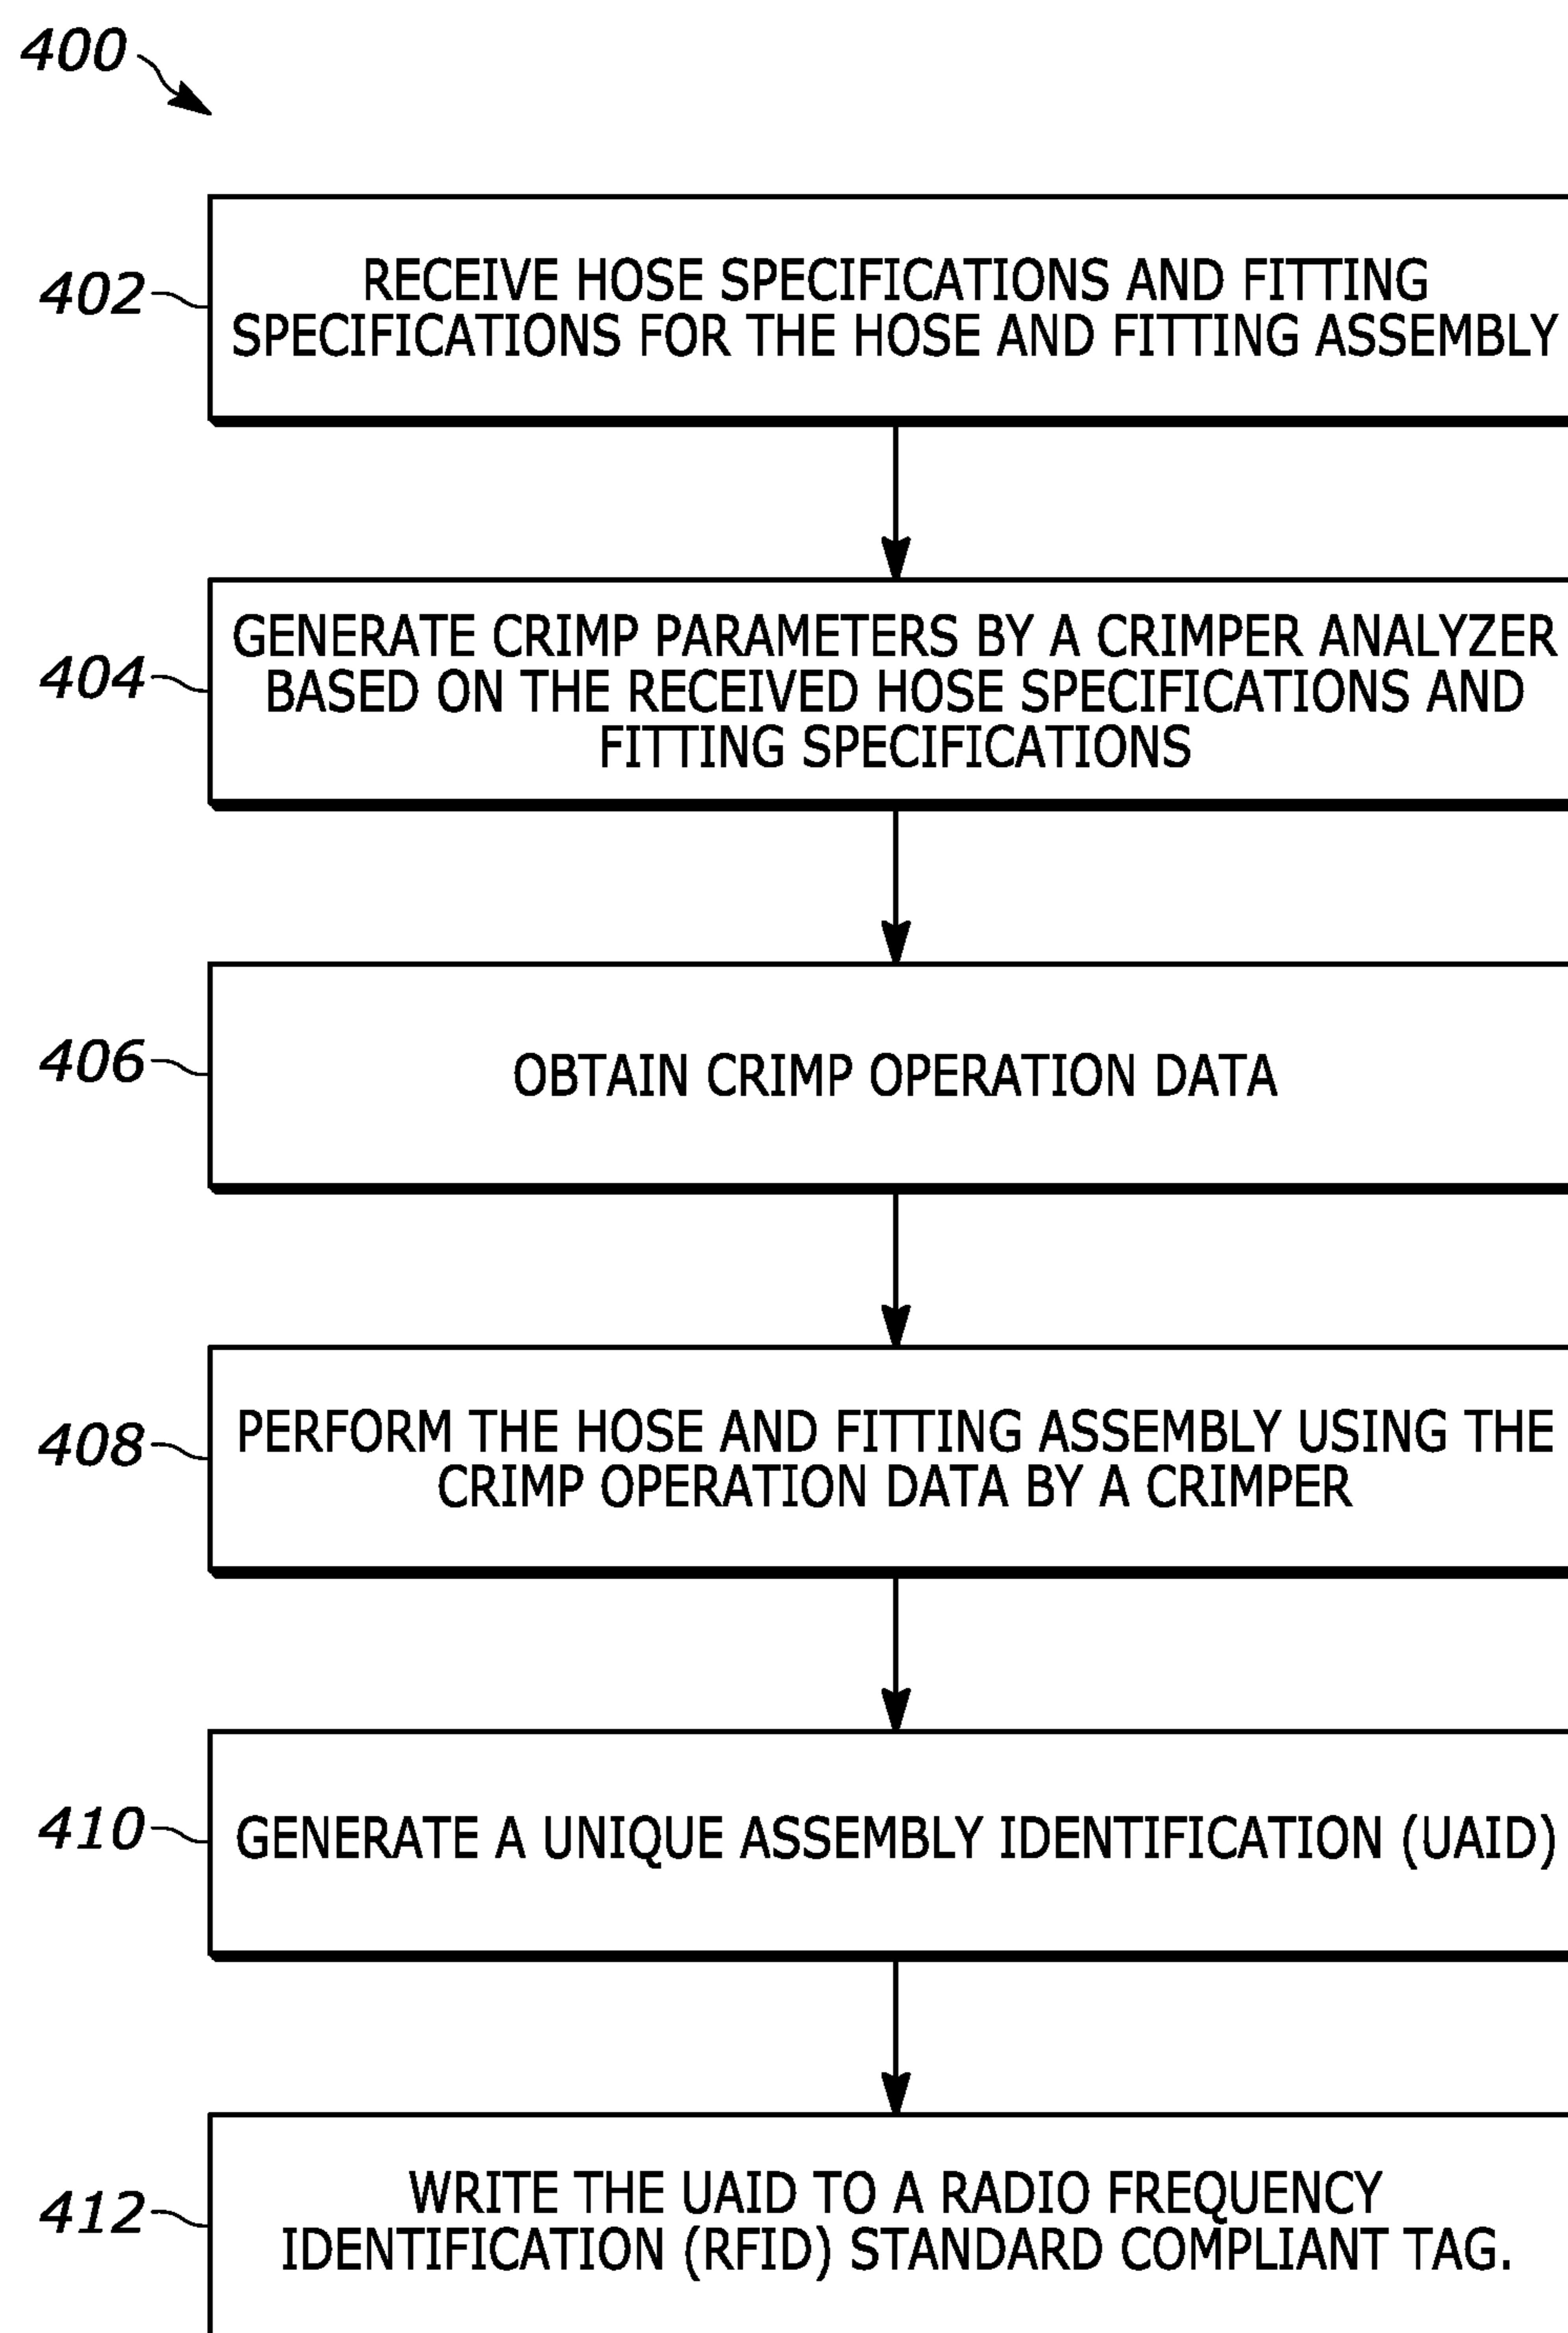 400
402
RECEIVE HOSE SPECIFICATIONS AND FITTING
SPECIFICATIONS FOR THE HOSE AND FITTING ASSEMBLY
404
GENERATE CRIMP PARAMETERS BY A CRIMPER ANALYZER
BASED ON THE RECEIVED HOSE SPECIFICATIONS AND
FITTING SPECIFICATIONS
406
OBTAIN CRIMP OPERATION DATA
408
PERFORM THE HOSE AND FITTING ASSEMBLY USING THE
CRIMP OPERATION DATA BY A CRIMPER
410
GENERATE A UNIQUE ASSEMBLY IDENTIFICATION (UAID)
412
WRITE THE UAID TO A RADIO FREQUENCY
IDENTIFICATION (RFID) STANDARD COMPLIANT TAG.